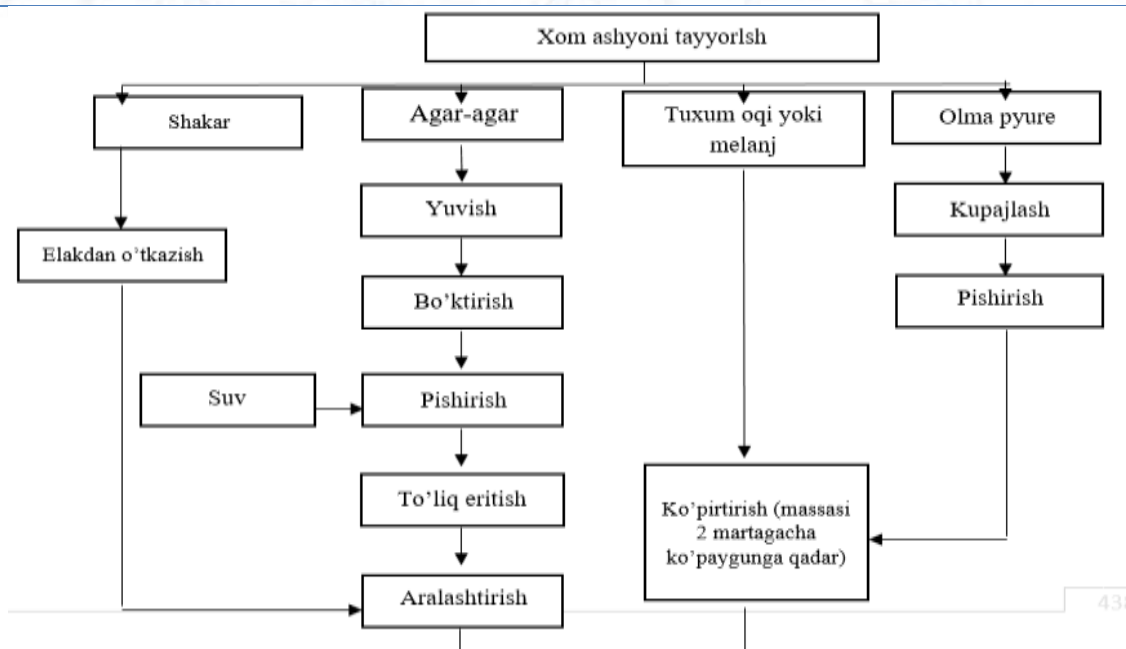 Xom ashyoni tayyorlsh
Shakar
Agar-agar
Tuxum oqi yoki
melanj
Olma pyure
Yuvish
Kupajlash
Elakdan o’tkazish
Bo’ktirish
Pishirish
Suv
Pishirish
To’liq eritish
Ko’pirtirish (massasi
2 martagacha
ko’paygunga qadar)
Aralashtirish
438